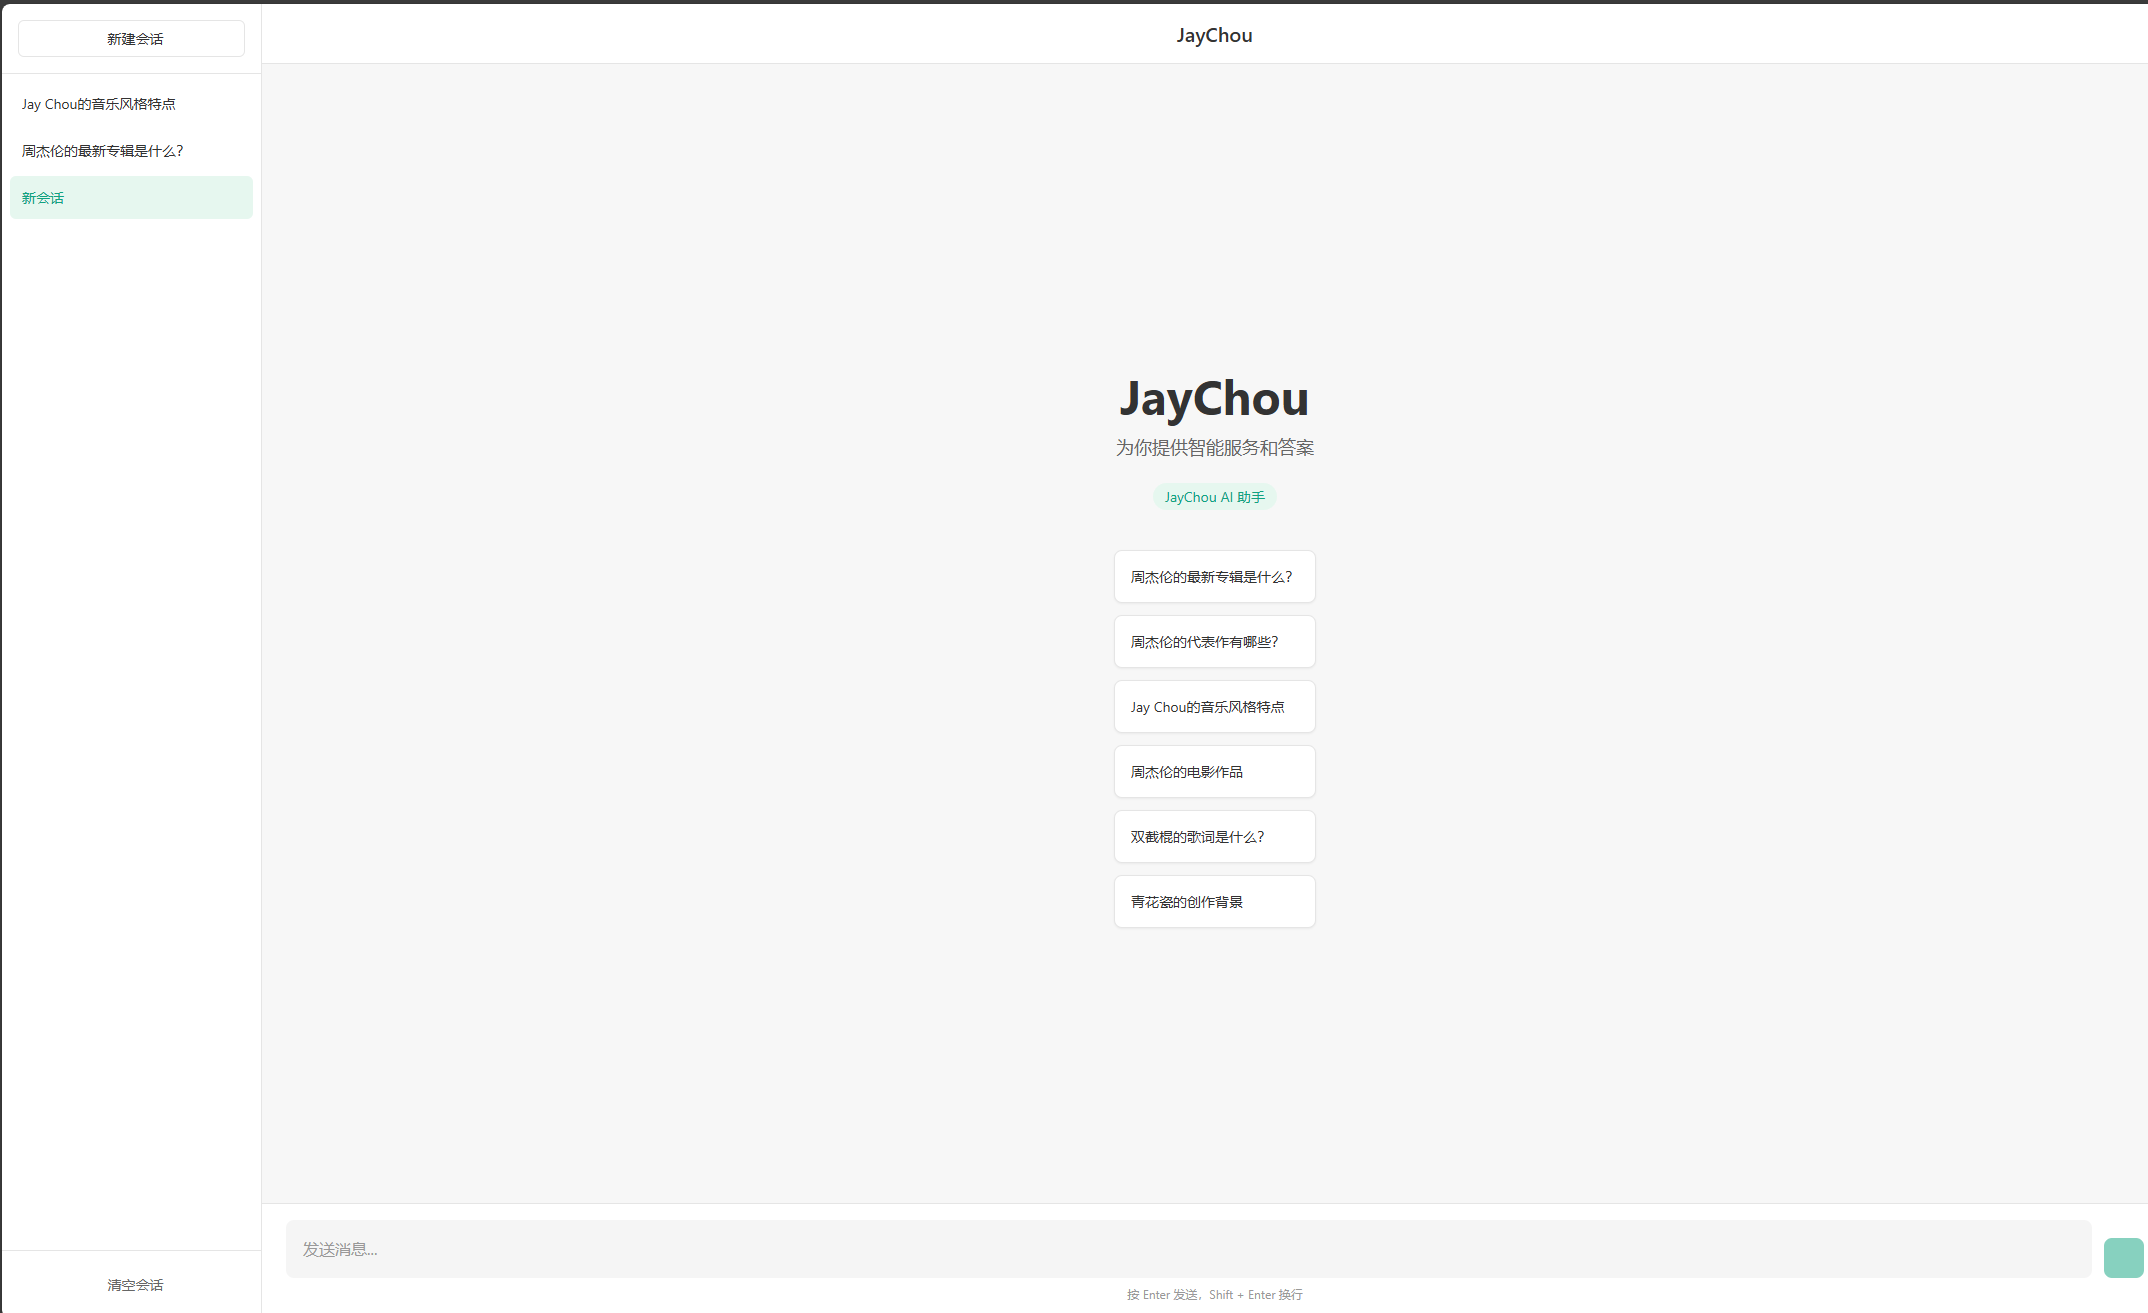 新建会话
Jay Chou的音乐风格特点
周杰伦的最新专辑是什么?
新会话
清空会话
JayChou
JayChou
为你提供智能服务和答案
JayChou AI 助手
周杰伦的最新专辑是什么?
周杰伦的代表作有哪些?
Jay Chou的音乐风格特点
周杰伦的电影作品
双截棍的歌词是什么?
青花瓷的创作背景
发送消息...
按 Enter 发送，Shift + Enter 换行